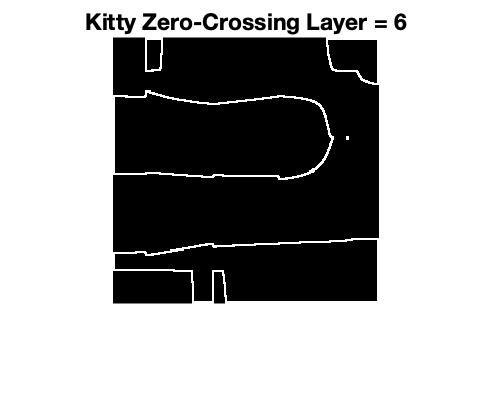 Kitty Zero-Crossing Layer = 6